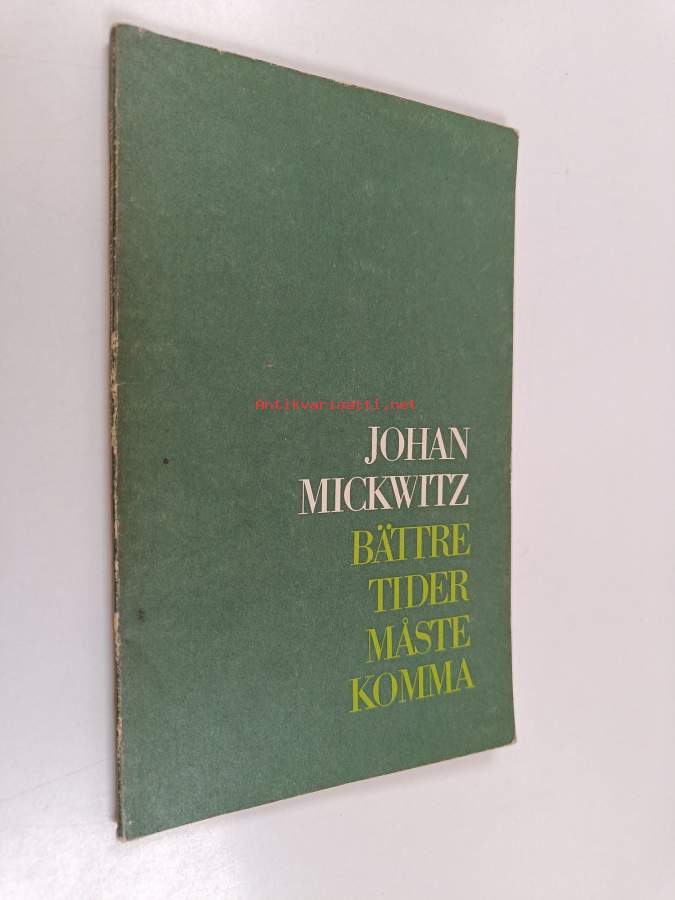 Antikvariaatti.net
JOHAN
MICKWITZ
BÄTTRE
TIDER
MÅSTE
KOMMA